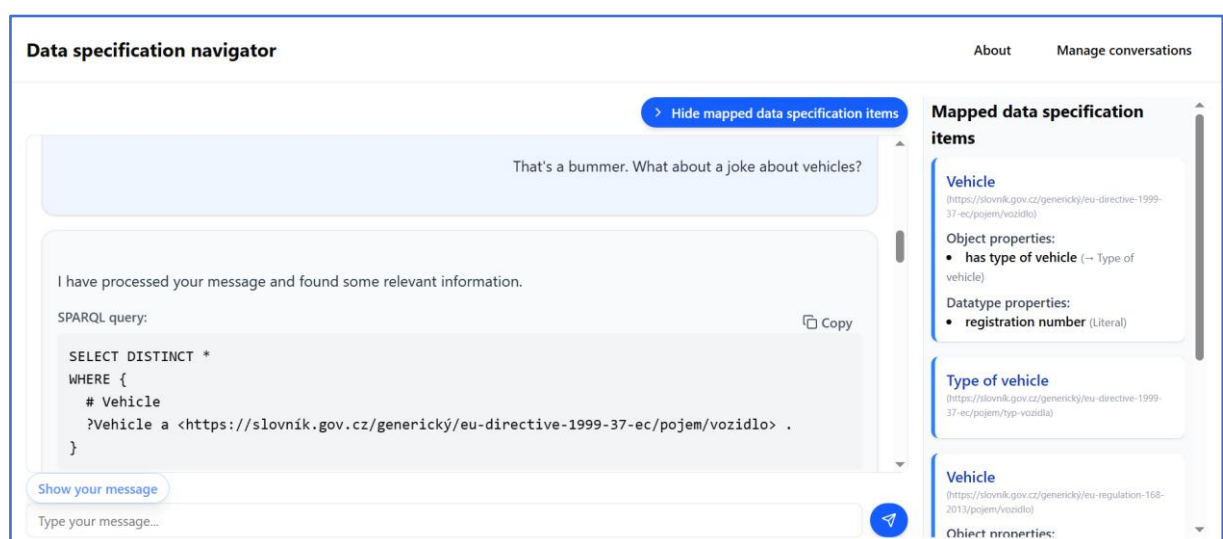 Data specification navigator
About
Manage conversations
Hide mapped data specification items
That's a bummer. What about a joke about vehicles?
I have processed your message and found some relevant information.
SPARQL query:
Copy
SELECT DISTINCT *
WHERE {
# Vehicle
?Vehicle a <https://slovník.gov.cz/generický/eu-directive-1999-37-ec/pojem/vozidlo> .
}
Show your message
Type your message...
Mapped data specification
items
Vehicle
(https://slovník.gov.cz/generický/eu-directive-1999-
37-ec/pojem/vozidlo)
Object properties:
• has type of vehicle (→ Type of
vehicle)
Datatype properties:
• registration number (Literal)
Type of vehicle
(https://slovník.gov.cz/generický/eu-directive-1999-
37-ec/pojem/typ-vozidla)
Vehicle
(https://slovník.gov.cz/generický/eu-regulation-168-
2013/pojem/vozidlo)
Object properties: